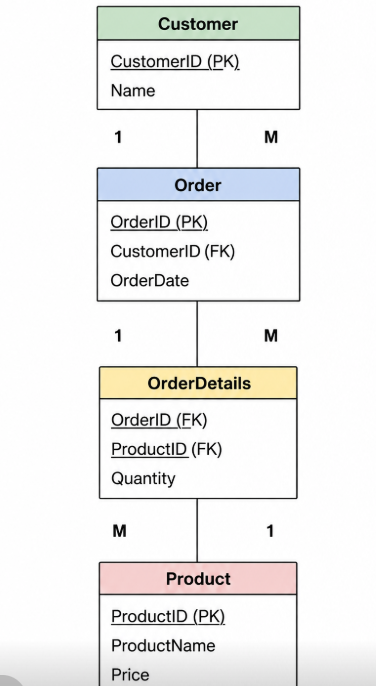 Customer
CustomerID (PK)
Name
1 M
Order
OrderID (PK)
CustomerID (FK)
OrderDate
1 M
OrderDetails
OrderID (FK)
ProductID (FK)
Quantity
M 1
Product
ProductID (PK)
ProductName
Price